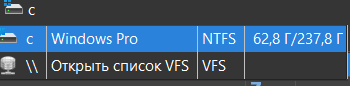 c
c Windows Pro NTFS 62,8 Г/237,8 Г
\\ Открыть список VFS VFS